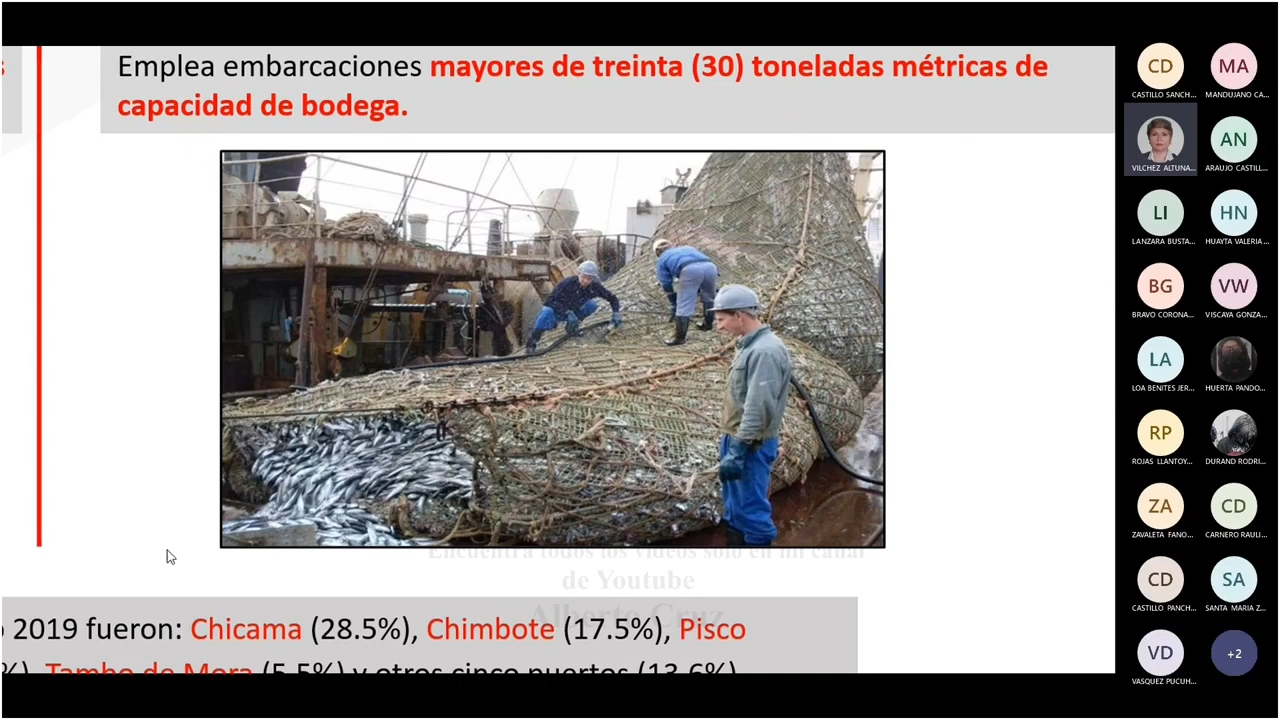 Emplea embarcaciones mayores de treinta (30) toneladas métricas de
capacidad de bodega.
Encuentra todos los videos solo en mi canal
de Youtube
Alberto Cruz
2019 fueron: Chicama (28.5%), Chimbote (17.5%), Pisco
%), Tambo de Mora (5.5%) y otros cinco puertos (13.6%)
CD
CASTILLO SANCH...
MA
MANDUJANO CA...
VILCHEZ ALTUNA...
AN
ARAUJO CASTILL...
LI
LANZARA BUSTA...
HN
HUAYTA VALERIA ...
BG
BRAVO CORONA...
VW
VISCAYA GONZA...
LA
LOA BENITES JER...
HUERTA PANDO...
RP
ROJAS LLANTOY...
DURAND RODRI...
ZA
ZAVALETA FANO...
CD
CARNERO RAULI...
CD
CASTILLO PANCH...
SA
SANTA MARIA Z...
VD
VASQUEZ PUCUH...
+2